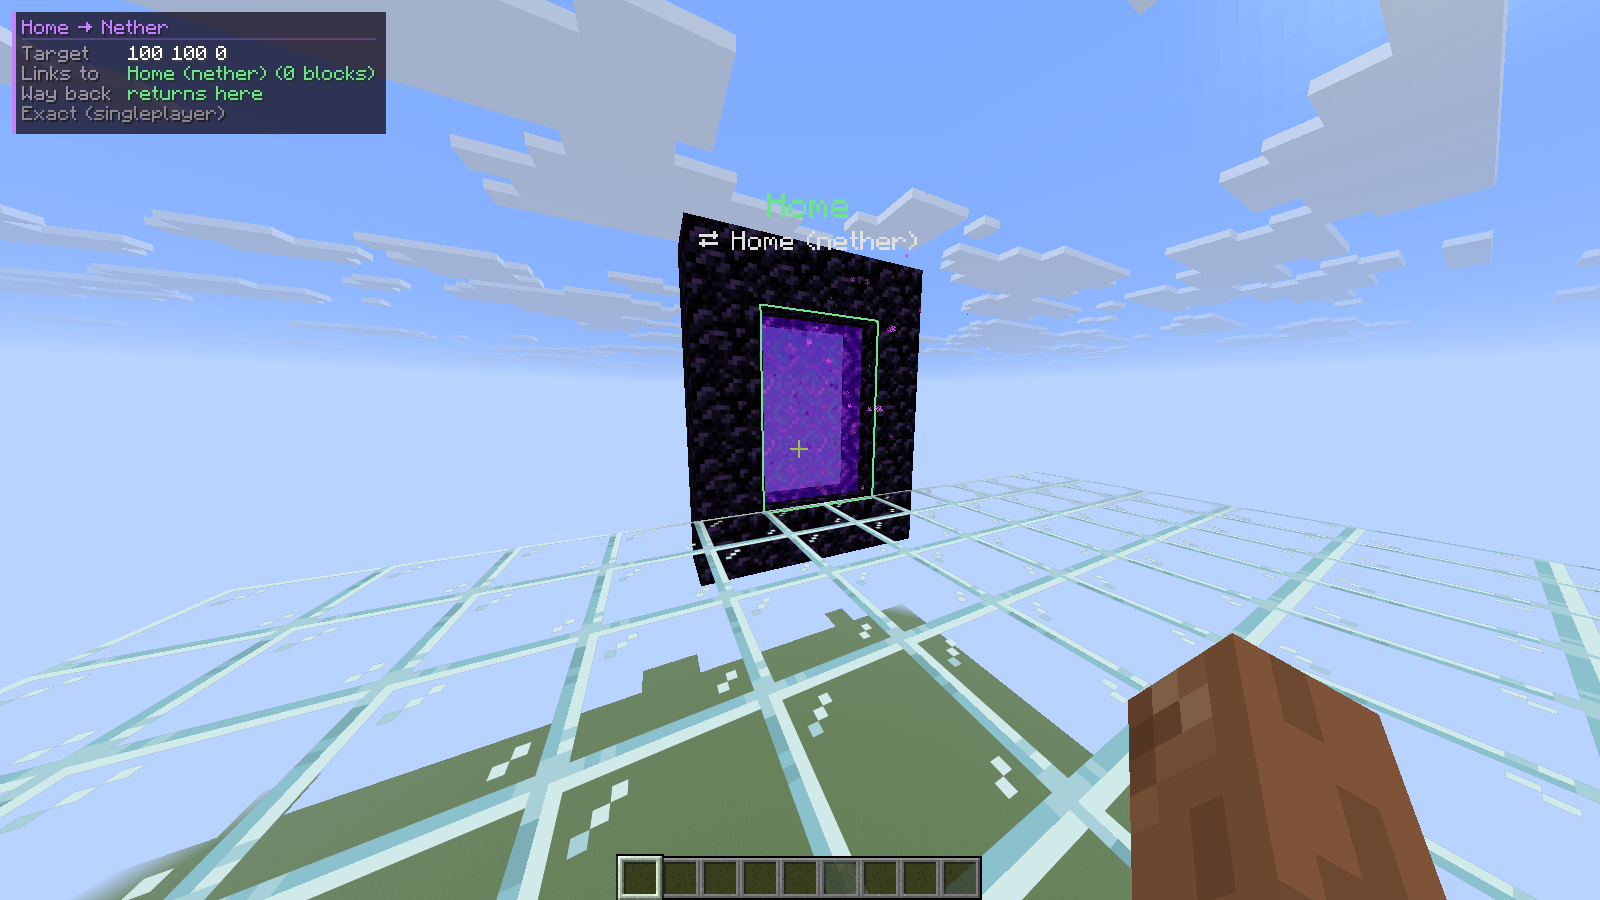 Home → Nether
Target 100 100 0
Links to Home (nether) (0 blocks)
Way back returns here
Exact (singleplayer)
Home
⇄ Home (nether)